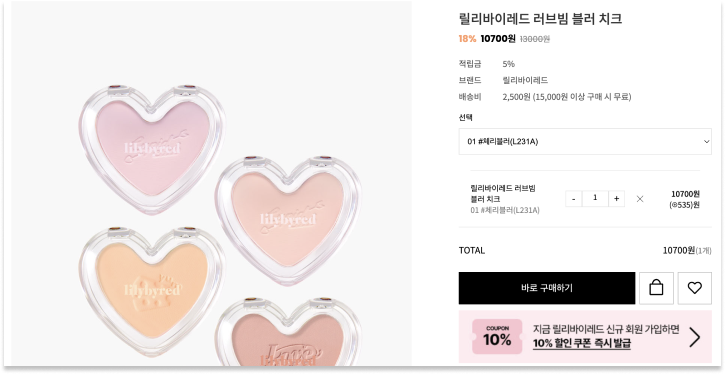 릴리바이레드 러브빔 블러 치크
18% 10700원 13000원
적립금 5%
브랜드 릴리바이레드
배송비 2,500원 (15,000원 이상 구매 시 무료)
선택
01 #체리블러(L231A)
릴리바이레드 러브빔
블러 치크
01 #체리블러(L231A)
- 1 + ×
10700원
(⊙535)원
TOTAL 10700원(1개)
바로 구매하기
COUPON
10%
지금 릴리바이레드 신규 회원 가입하면
10% 할인 쿠폰 즉시 발급
lilybyred
lilybyred
lilybyred